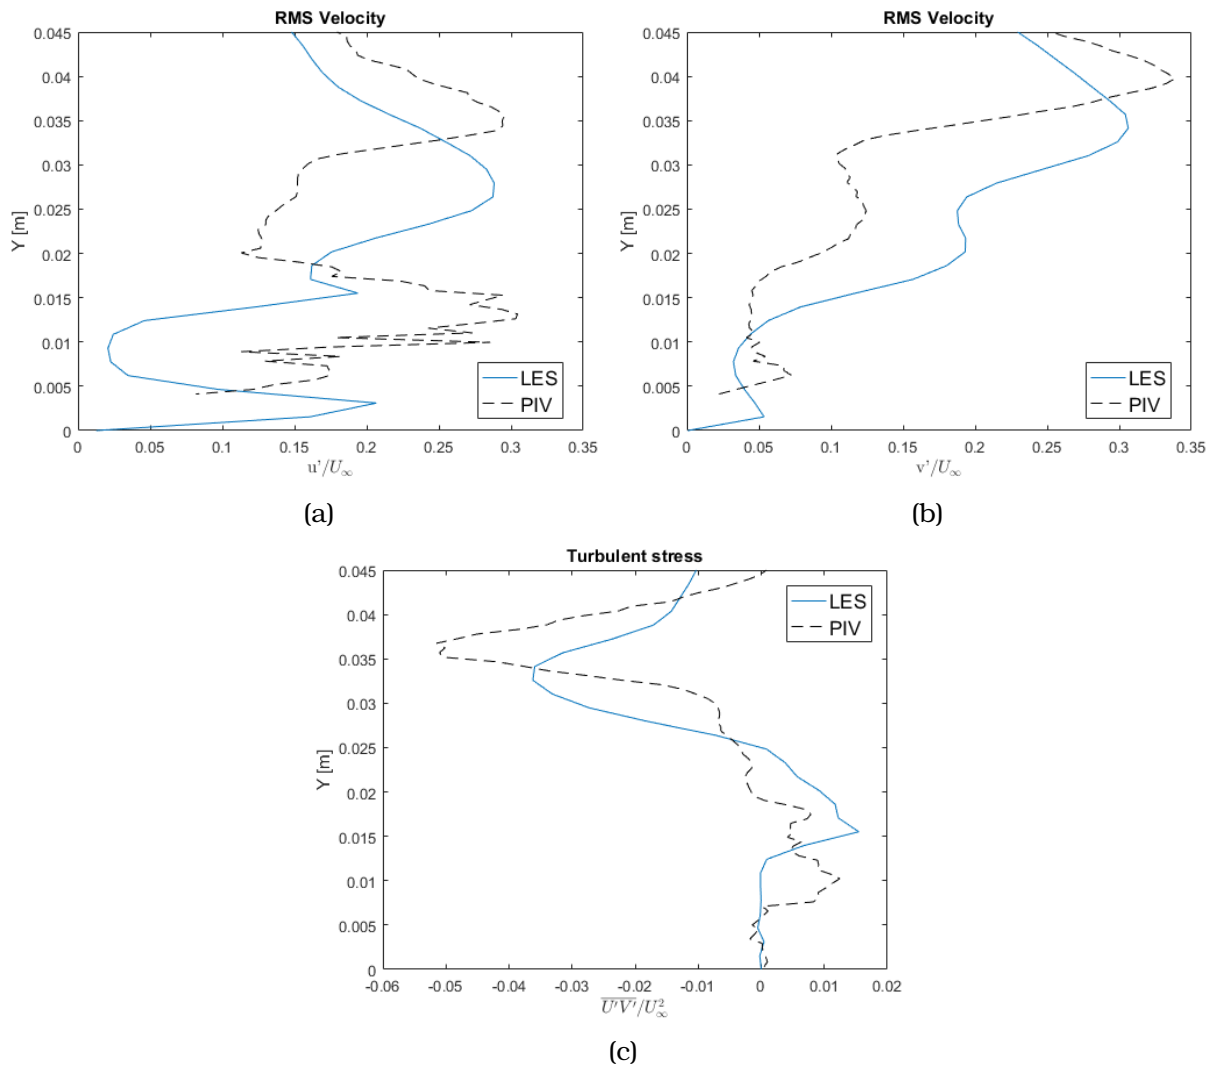 RMS Velocity
0.045
0.04
0.035
0.03
0.025
0.02
0.015
0.01
0.005
0
Y [m]
LES
PIV
0 0.05 0.1 0.15 0.2 0.25 0.3 0.35
u'/U∞
(a)
RMS Velocity
0.045
0.04
0.035
0.03
0.025
0.02
0.015
0.01
0.005
0
Y [m]
LES
PIV
0 0.05 0.1 0.15 0.2 0.25 0.3 0.35
v'/U∞
(b)
Turbulent stress
0.045
0.04
0.035
0.03
0.025
0.02
0.015
0.01
0.005
0
Y [m]
LES
PIV
-0.06 -0.05 -0.04 -0.03 -0.02 -0.01 0 0.01 0.02
U̅'̅V̅'̅/U²∞
(c)